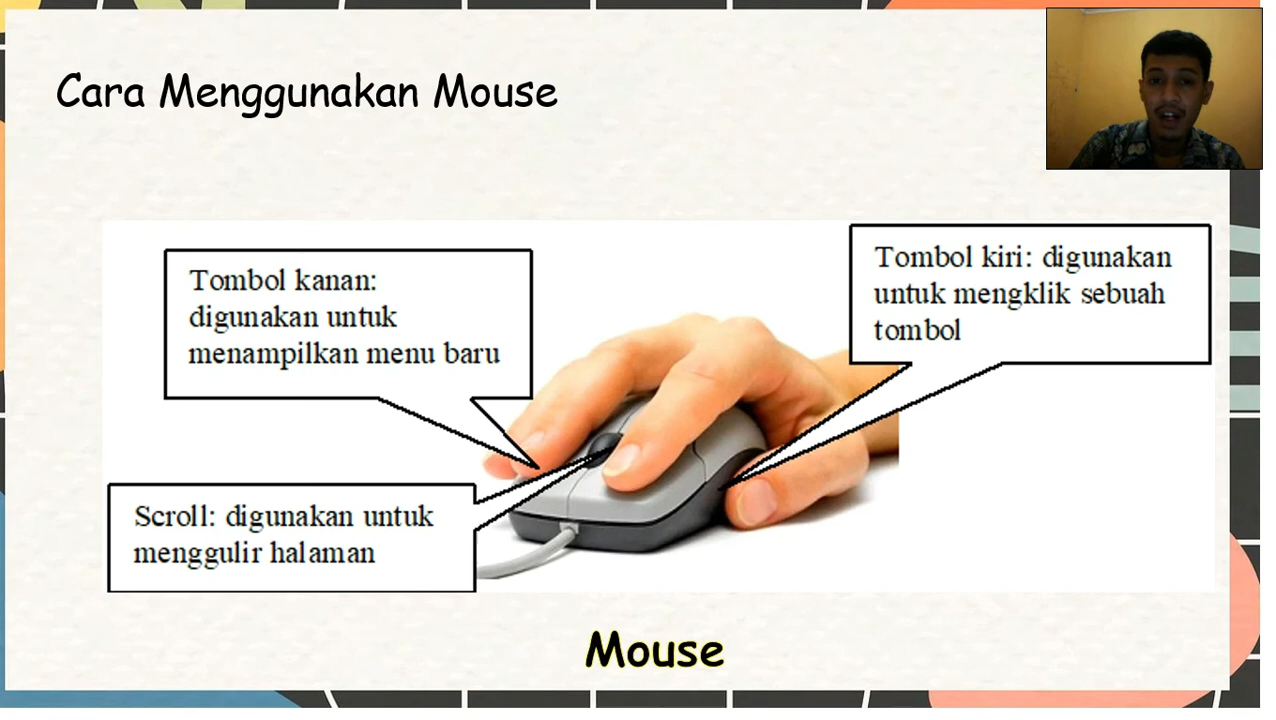 Cara Menggunakan Mouse
Tombol kanan:
digunakan untuk
menampilkan menu baru
Tombol kiri: digunakan
untuk mengklik sebuah
tombol
Scroll: digunakan untuk
menggulir halaman
Mouse